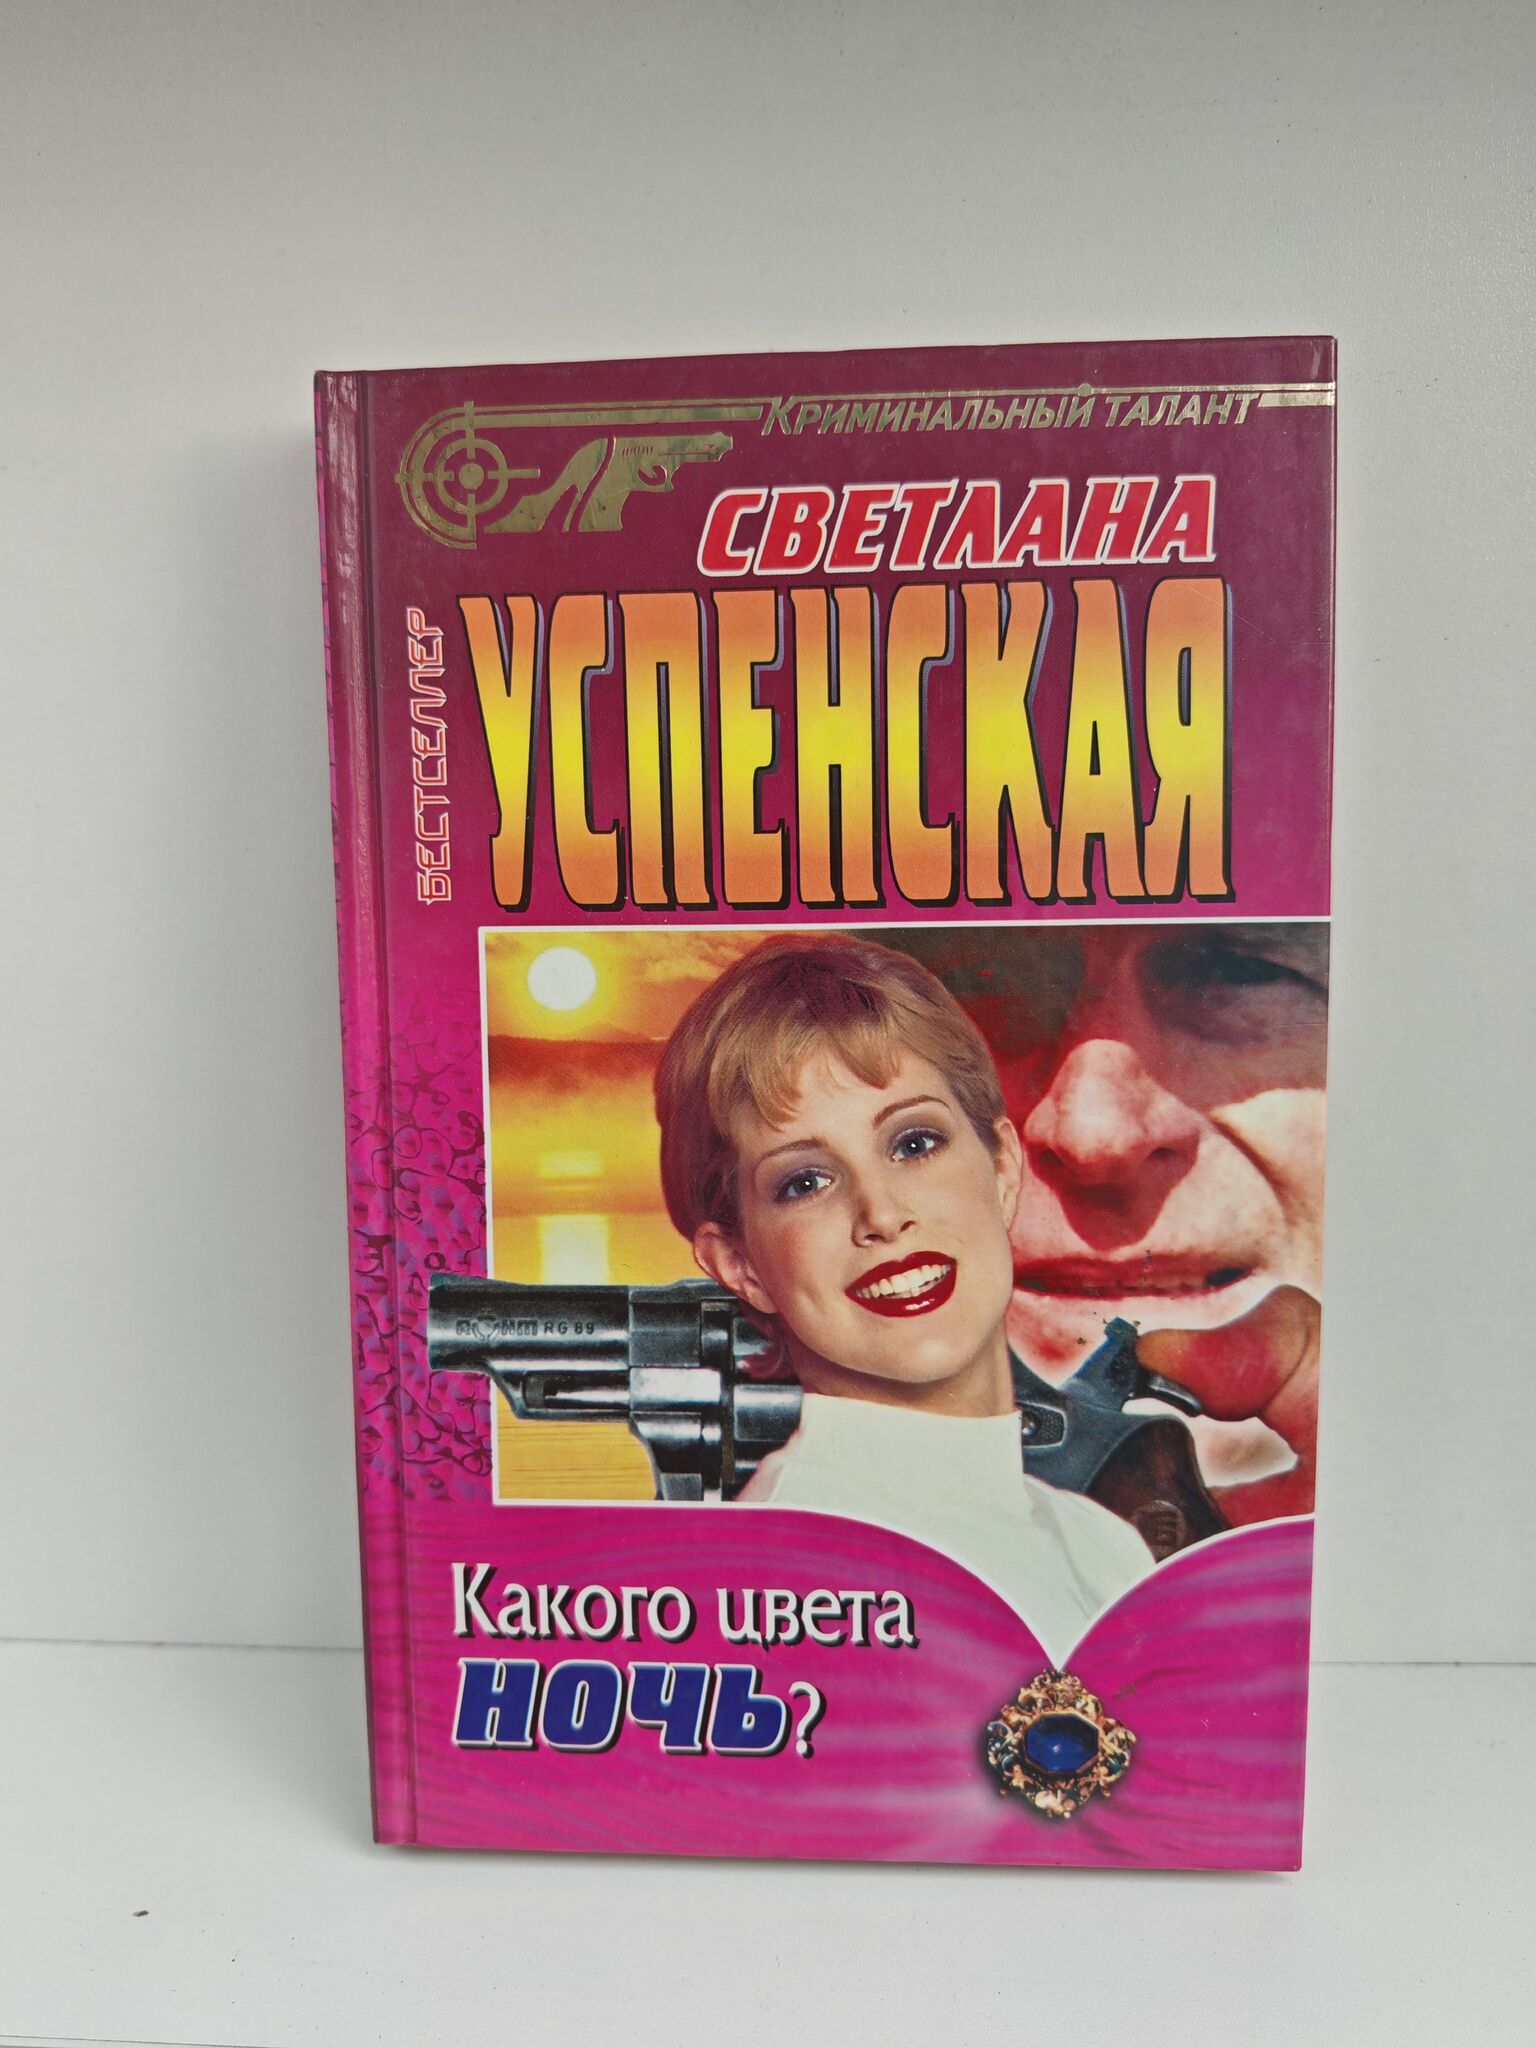 Криминальный талант
СВЕТЛАНА
УСПЕНСКАЯ
БЕСТСЕЛЛЕР
RG 89
Какого цвета
НОЧЬ?